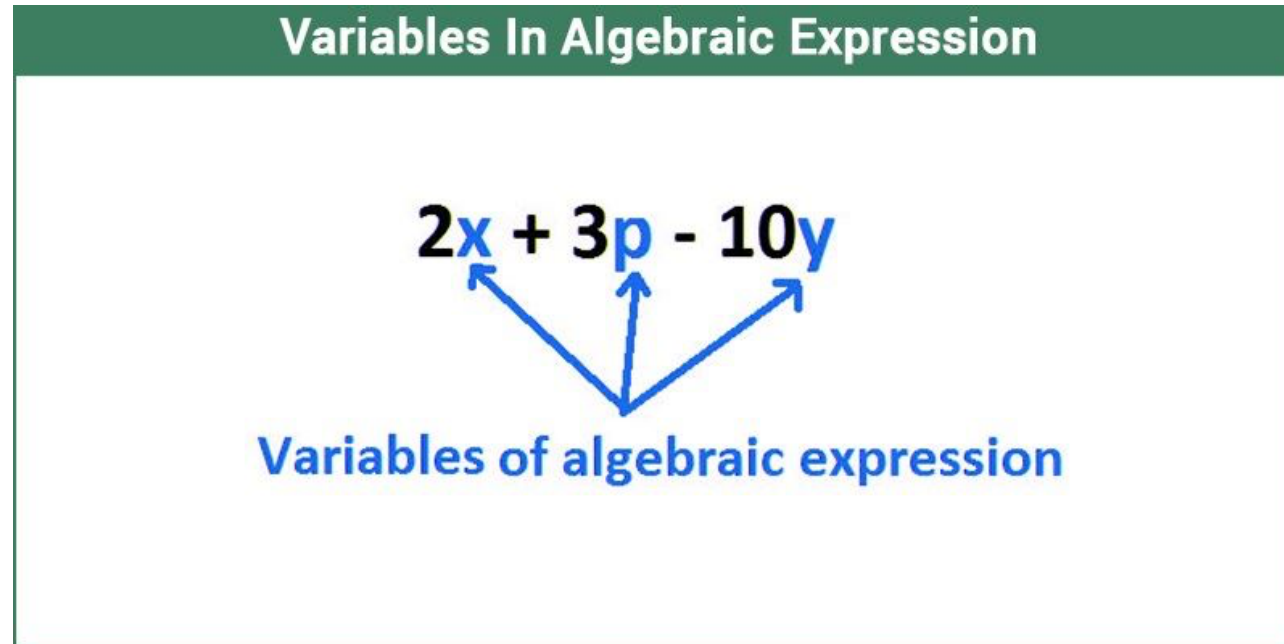 Variables In Algebraic Expression
2x + 3p - 10y
Variables of algebraic expression